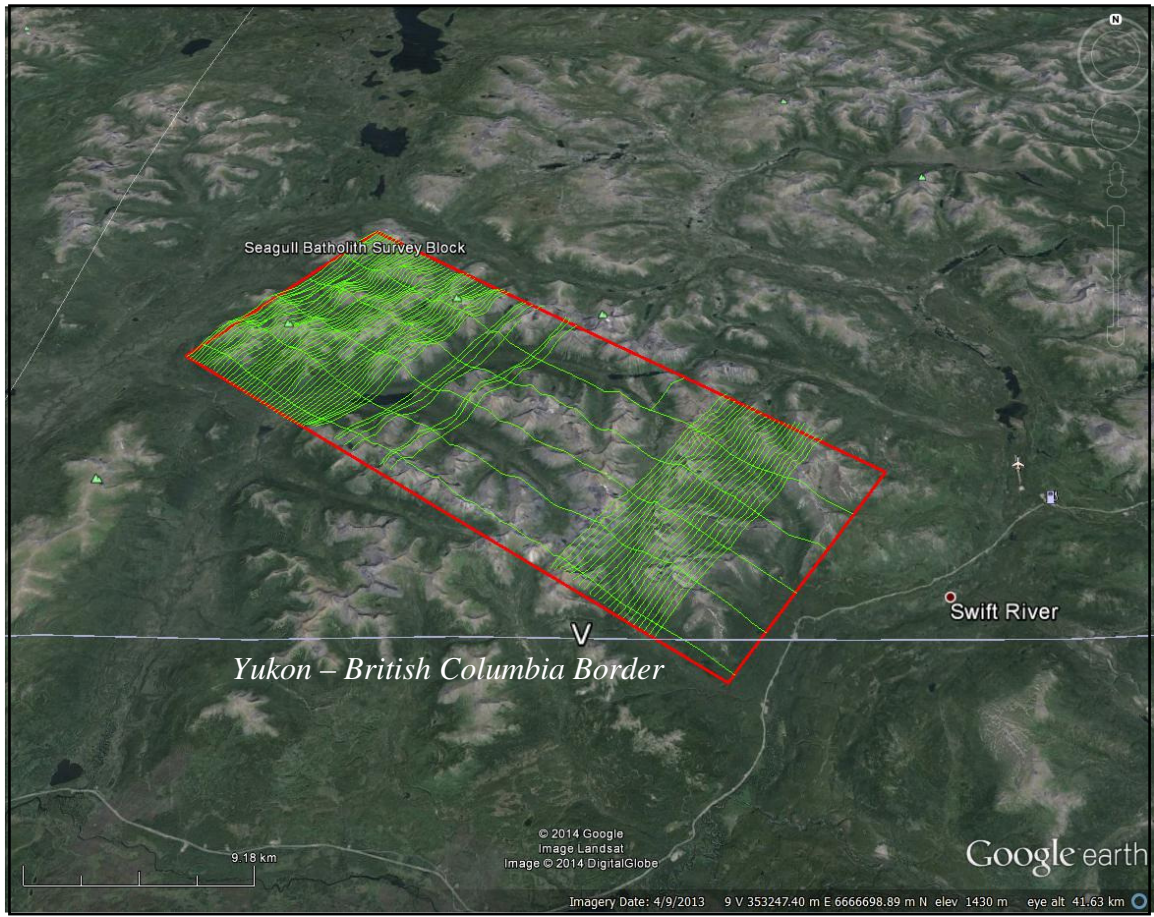 N
Seagull Batholith Survey Block
Swift River
V
Yukon – British Columbia Border
© 2014 Google
Image Landsat
Image © 2014 DigitalGlobe
9.18 km
Google earth
Imagery Date: 4/9/2013 9 V 353247.40 m E 6666698.89 m N elev 1430 m eye alt 41.63 km